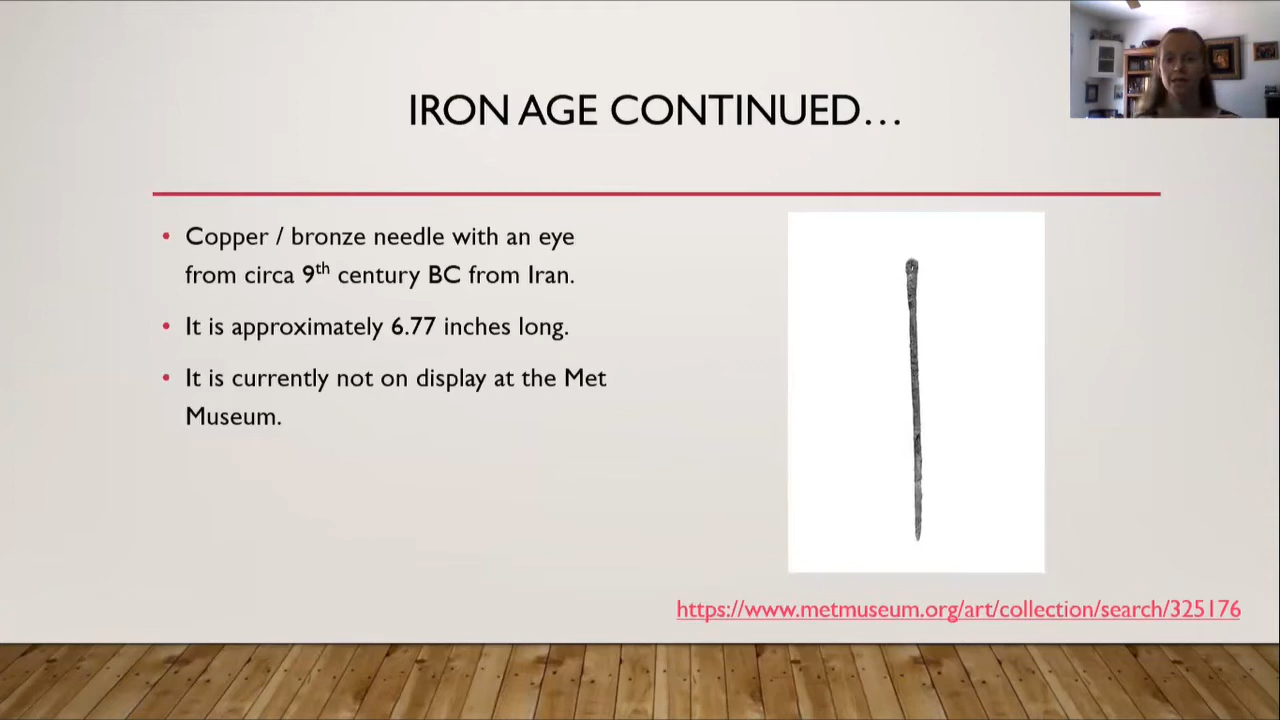 IRON AGE CONTINUED…
• Copper / bronze needle with an eye
from circa 9th century BC from Iran.
• It is approximately 6.77 inches long.
• It is currently not on display at the Met
Museum.
https://www.metmuseum.org/art/collection/search/325176